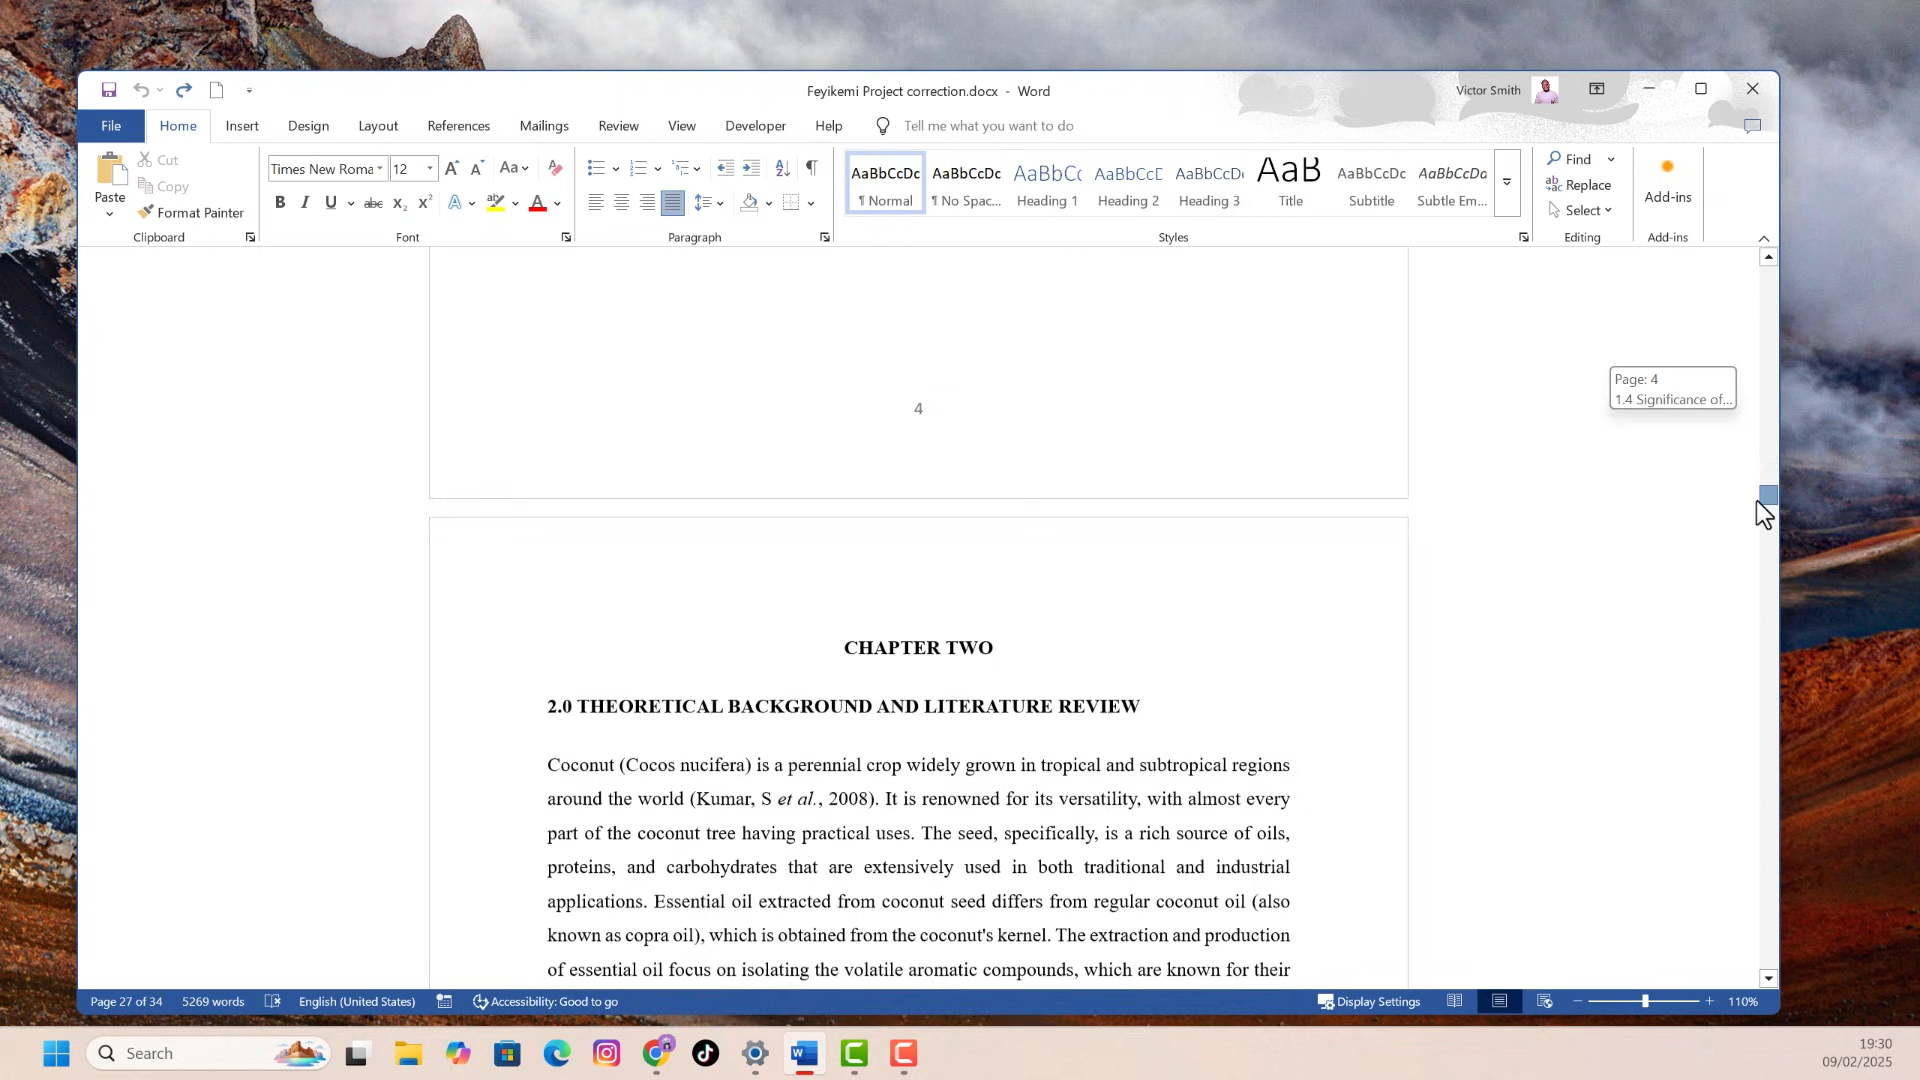 Feyikemi Project correction.docx - Word
Victor Smith
File
Home
Insert
Design
Layout
References
Mailings
Review
View
Developer
Help
Tell me what you want to do
Paste
Cut
Copy
Format Painter
Clipboard
Times New Roma
12
Aa
B I U abc X₂ X²
Font
Paragraph
AaBbCcDc
¶ Normal
AaBbCcDc
¶ No Spac...
AaBbCc
Heading 1
AaBbCcE
Heading 2
AaBbCcD
Heading 3
AaB
Title
AaBbCcDc
Subtitle
AaBbCcDc
Subtle Em...
Styles
Find
Replace
Select
Editing
Add-ins
Add-ins
Page: 4
1.4 Significance of...
4
CHAPTER TWO
2.0 THEORETICAL BACKGROUND AND LITERATURE REVIEW
Coconut (Cocos nucifera) is a perennial crop widely grown in tropical and subtropical regions
around the world (Kumar, S et al., 2008). It is renowned for its versatility, with almost every
part of the coconut tree having practical uses. The seed, specifically, is a rich source of oils,
proteins, and carbohydrates that are extensively used in both traditional and industrial
applications. Essential oil extracted from coconut seed differs from regular coconut oil (also
known as copra oil), which is obtained from the coconut's kernel. The extraction and production
of essential oil focus on isolating the volatile aromatic compounds, which are known for their
Page 27 of 34
5269 words
English (United States)
Accessibility: Good to go
Display Settings
110%
Search
19:30
09/02/2025